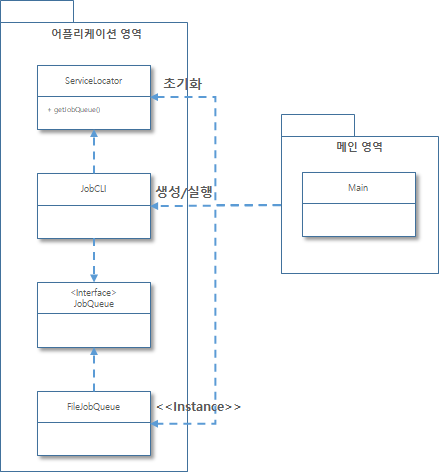 어플리케이션 영역
ServiceLocator
+ getJobQueue()
초기화
JobCLI
생성/실행
<Interface>
JobQueue
FileJobQueue
<<Instance>>
메인 영역
Main